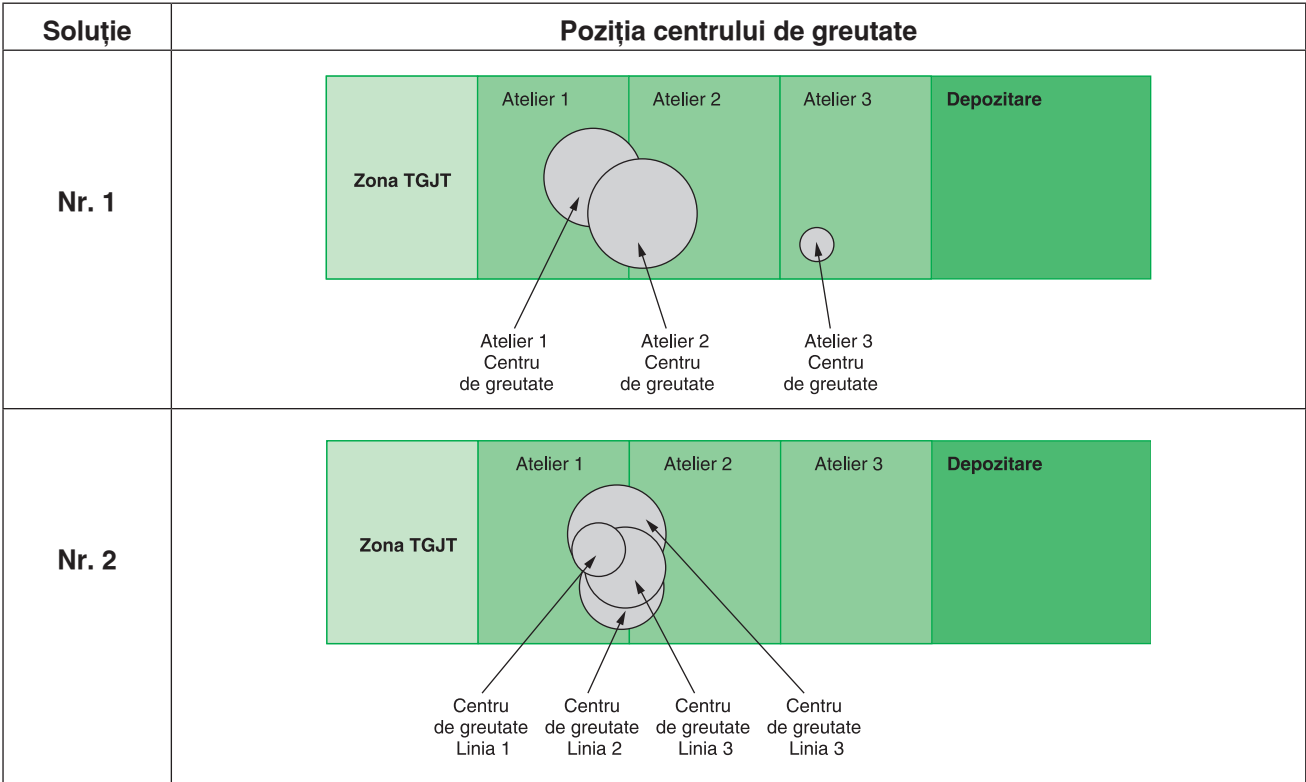 Soluție
Poziția centrului de greutate
Nr. 1
Atelier 1
Atelier 2
Atelier 3
Depozitare
Zona TGJT
Atelier 1
Centru
de greutate
Atelier 2
Centru
de greutate
Atelier 3
Centru
de greutate
Nr. 2
Atelier 1
Atelier 2
Atelier 3
Depozitare
Zona TGJT
Centru
de greutate
Linia 1
Centru
de greutate
Linia 2
Centru
de greutate
Linia 3
Centru
de greutate
Linia 3